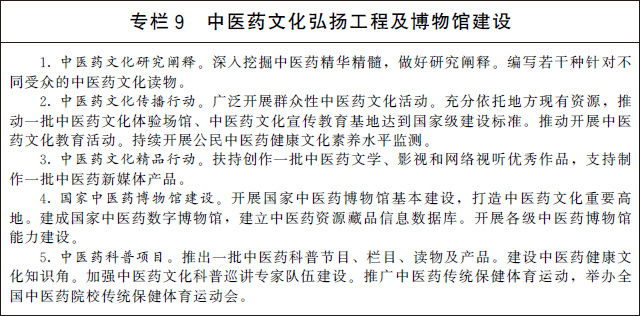 专栏9 中医药文化弘扬工程及博物馆建设
1. 中医药文化研究阐释。深入挖掘中医药精华精髓，做好研究阐释。编写若干种针对不
同受众的中医药文化读物。
2. 中医药文化传播行动。广泛开展群众性中医药文化活动。充分依托地方现有资源，推
动一批中医药文化体验场馆、中医药文化宣传教育基地达到国家级建设标准。推动开展中医
药文化教育活动。持续开展公民中医药健康文化素养水平监测。
3. 中医药文化精品行动。扶持创作一批中医药文学、影视和网络视听优秀作品，支持制
作一批中医药新媒体产品。
4. 国家中医药博物馆建设。开展国家中医药博物馆基本建设，打造中医药文化重要高
地。建成国家中医药数字博物馆，建立中医药资源藏品信息数据库。开展各级中医药博物馆
能力建设。
5. 中医药科普项目。推出一批中医药科普节目、栏目、读物及产品。建设中医药健康文
化知识角。加强中医药文化科普巡讲专家队伍建设。推广中医药传统保健体育运动，举办全
国中医药院校传统保健体育运动会。